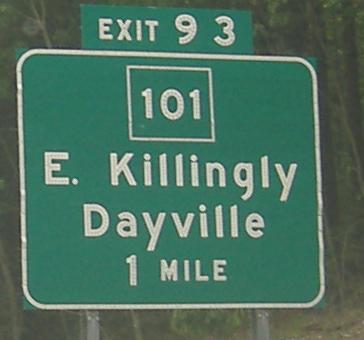 EXIT 93
101
E. Killingly
Dayville
1 MILE